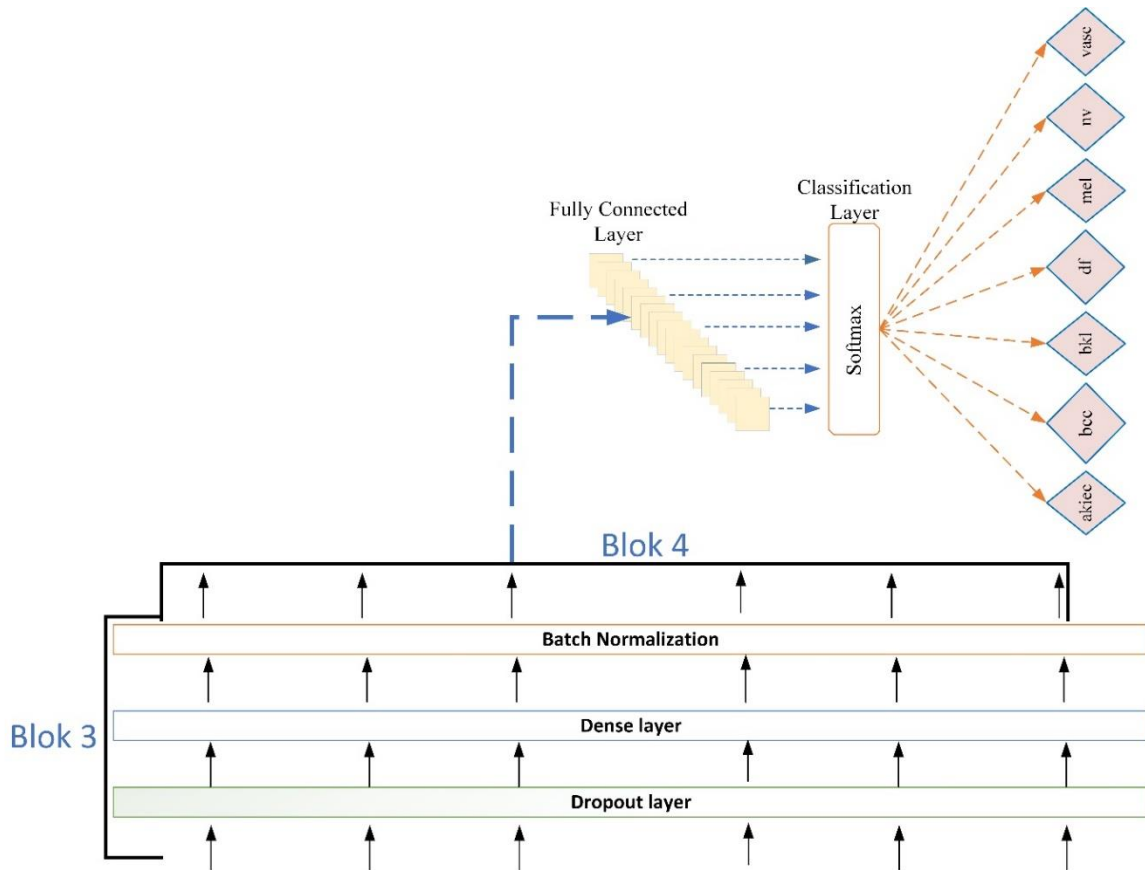 vasc
nv
mel
df
bkl
bcc
akiec
Classification
Layer
Fully Connected
Layer
Softmax
Blok 4
Batch Normalization
Blok 3
Dense layer
Dropout layer